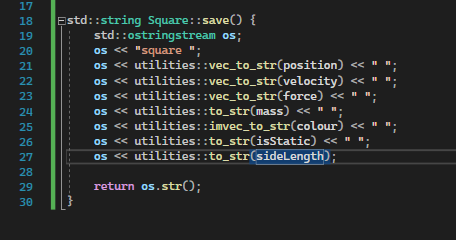 17
18 std::string Square::save() {
19 std::ostringstream os;
20 os << "square ";
21 os << utilities::vec_to_str(position) << " ";
22 os << utilities::vec_to_str(velocity) << " ";
23 os << utilities::vec_to_str(force) << " ";
24 os << utilities::to_str(mass) << " ";
25 os << utilities::imvec_to_str(colour) << " ";
26 os << utilities::to_str(isStatic) << " ";
27 os << utilities::to_str(sideLength);
28
29 return os.str();
30 }